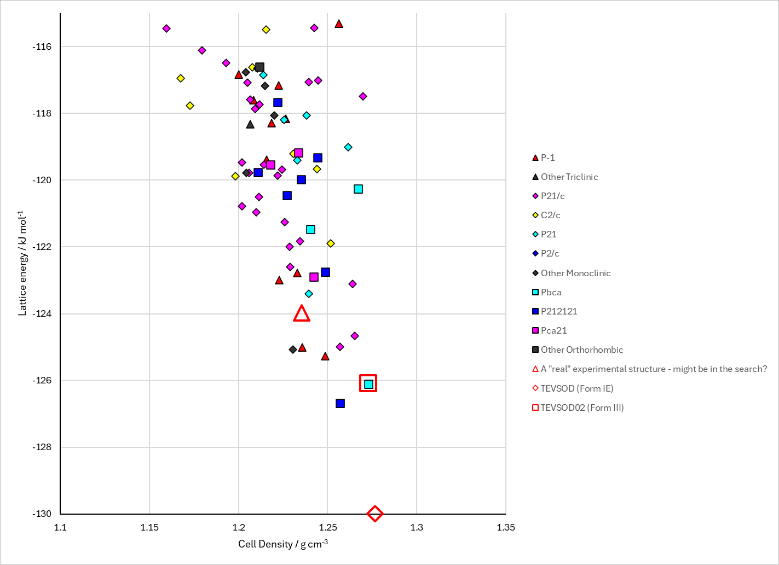 -116
-118
-120
-122
-124
-126
-128
-130
Lattice energy / kJ mol-1
1.1 1.15 1.2 1.25 1.3 1.35
Cell Density / g cm-3
P-1
Other Triclinic
P21/c
C2/c
P21
P2/c
Other Monoclinic
Pbca
P212121
Pca21
Other Orthorhombic
A "real" experimental structure - might be in the search?
TEVSOD (Form IE)
TEVSOD02 (Form III)